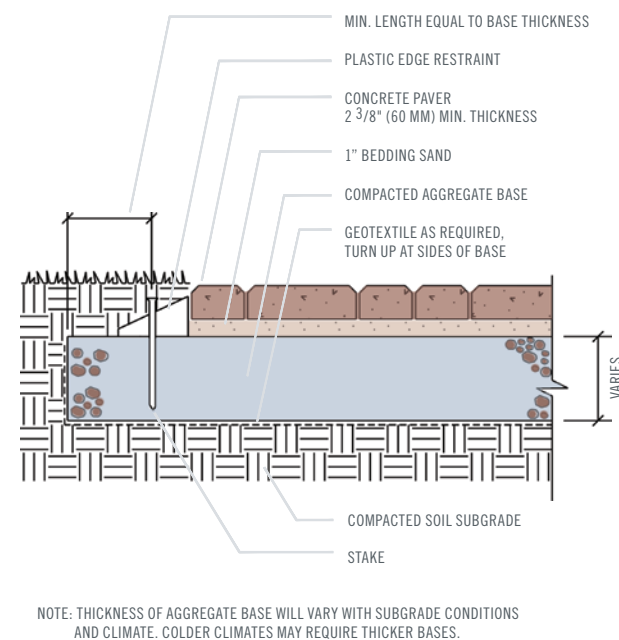 MIN. LENGTH EQUAL TO BASE THICKNESS
PLASTIC EDGE RESTRAINT
CONCRETE PAVER
2 3/8" (60 MM) MIN. THICKNESS
1” BEDDING SAND
COMPACTED AGGREGATE BASE
GEOTEXTILE AS REQUIRED,
TURN UP AT SIDES OF BASE
VARIES
COMPACTED SOIL SUBGRADE
STAKE
NOTE: THICKNESS OF AGGREGATE BASE WILL VARY WITH SUBGRADE CONDITIONS
AND CLIMATE. COLDER CLIMATES MAY REQUIRE THICKER BASES.